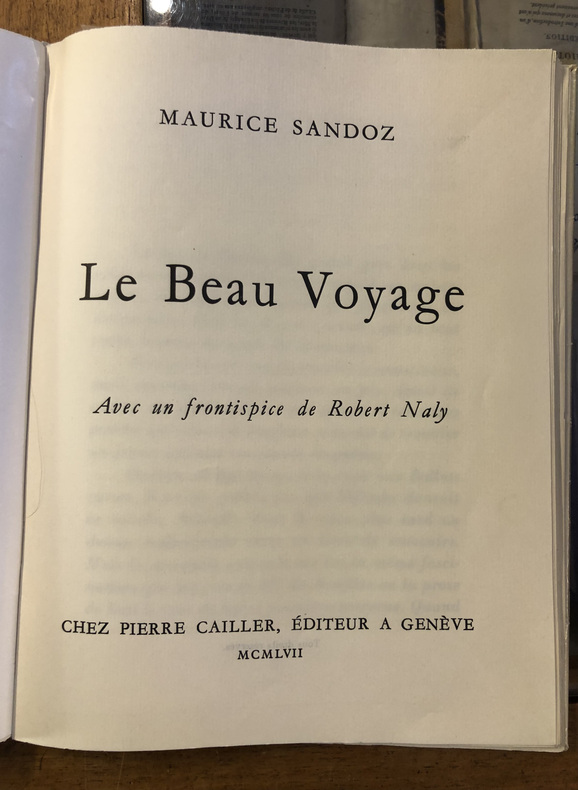 MAURICE SANDOZ
Le Beau Voyage
Avec un frontispice de Robert Naly
CHEZ PIERRE CAILLER, ÉDITEUR A GENÈVE
MCMLVII